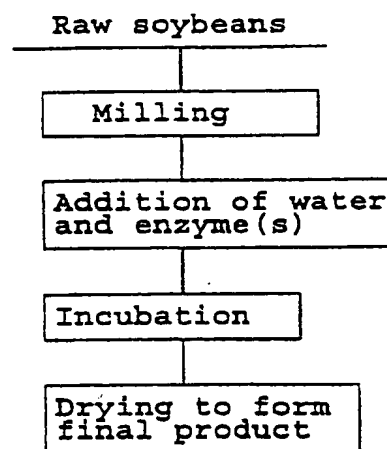 Raw soybeans
Milling
Addition of water
and enzyme(s)
Incubation
Drying to form
final product